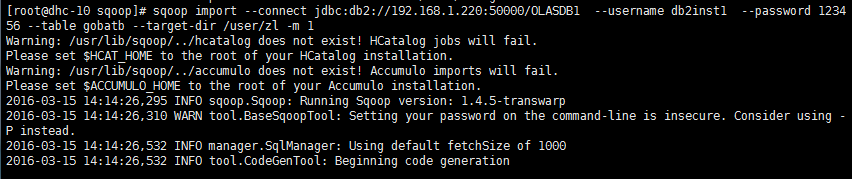 [root@dhc-10 sqoop]# sqoop import --connect jdbc:db2://192.168.1.220:50000/OLASDB1  --username db2inst1  --password 1234
56 --table gobatb --target-dir /user/zl -m 1
Warning: /usr/lib/sqoop/../hcatalog does not exist! HCatalog jobs will fail.
Please set $HCAT_HOME to the root of your HCatalog installation.
Warning: /usr/lib/sqoop/../accumulo does not exist! Accumulo imports will fail.
Please set $ACCUMULO_HOME to the root of your Accumulo installation.
2016-03-15 14:14:26,295 INFO sqoop.Sqoop: Running Sqoop version: 1.4.5-transwarp
2016-03-15 14:14:26,310 WARN tool.BaseSqoopTool: Setting your password on the command-line is insecure. Consider using -
P instead.
2016-03-15 14:14:26,532 INFO manager.SqlManager: Using default fetchSize of 1000
2016-03-15 14:14:26,532 INFO tool.CodeGenTool: Beginning code generation